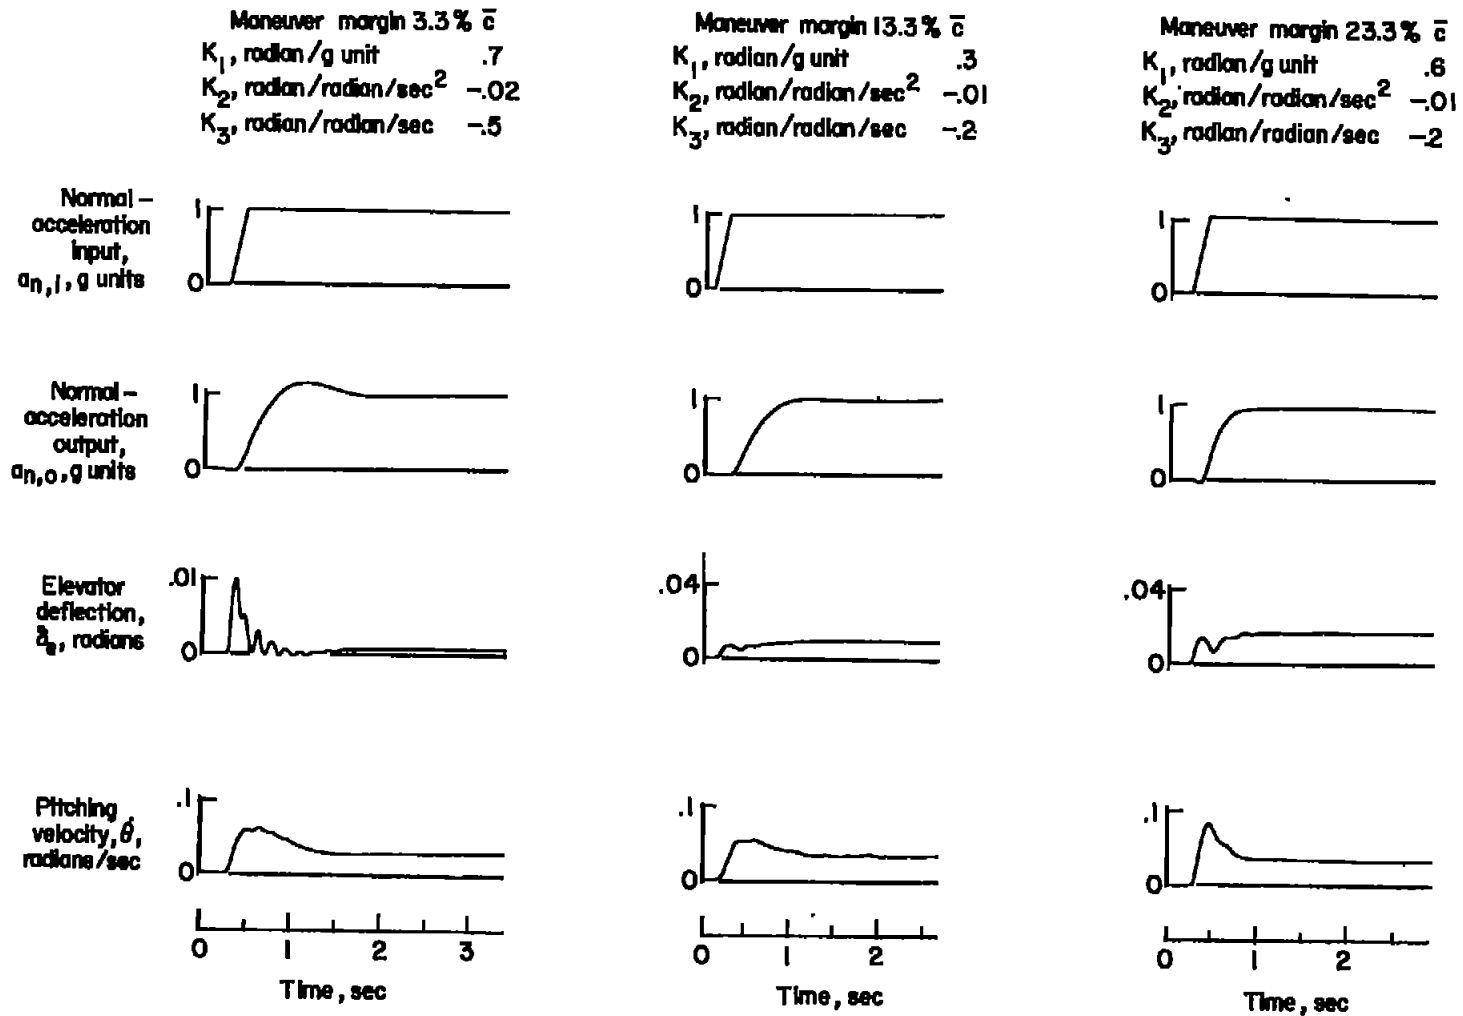 Maneuver margin 3.3% c̄
K₁, radian/g unit .7
K₂, radian/radian/sec² -.02
K₃, radian/radian/sec -.5
Maneuver margin 13.3% c̄
K₁, radian/g unit .3
K₂, radian/radian/sec² -.01
K₃, radian/radian/sec -.2
Maneuver margin 23.3% c̄
K₁, radian/g unit .6
K₂, radian/radian/sec² -.01
K₃, radian/radian/sec -.2
Normal-
acceleration
input,
aₙ,ᵢ, g units
1
0
1
0
1
0
Normal-
acceleration
output,
aₙ,ₒ, g units
1
0
1
0
1
0
Elevator
deflection,
δₑ, radians
.01
0
.04
0
.04
0
Pitching
velocity, θ̇,
radians/sec
.1
0
.1
0
.1
0
0 1 2 3
Time, sec
0 1 2
Time, sec
0 1 2
Time, sec